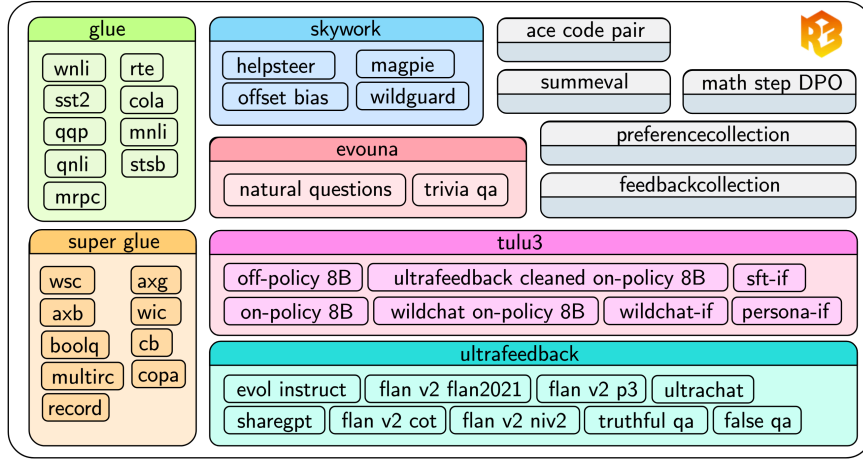 glue
wnli
rte
sst2
cola
qqp
mnli
qnli
stsb
mrpc
skywork
helpsteer
magpie
offset bias
wildguard
ace code pair
R3
summeval
math step DPO
evouna
natural questions
trivia qa
preferencecollection
feedbackcollection
super glue
wsc
axg
axb
wic
boolq
cb
multirc
copa
record
tulu3
off-policy 8B
ultrafeedback cleaned on-policy 8B
sft-if
on-policy 8B
wildchat on-policy 8B
wildchat-if
persona-if
ultrafeedback
evol instruct
flan v2 flan2021
flan v2 p3
ultrachat
sharegpt
flan v2 cot
flan v2 niv2
truthful qa
false qa